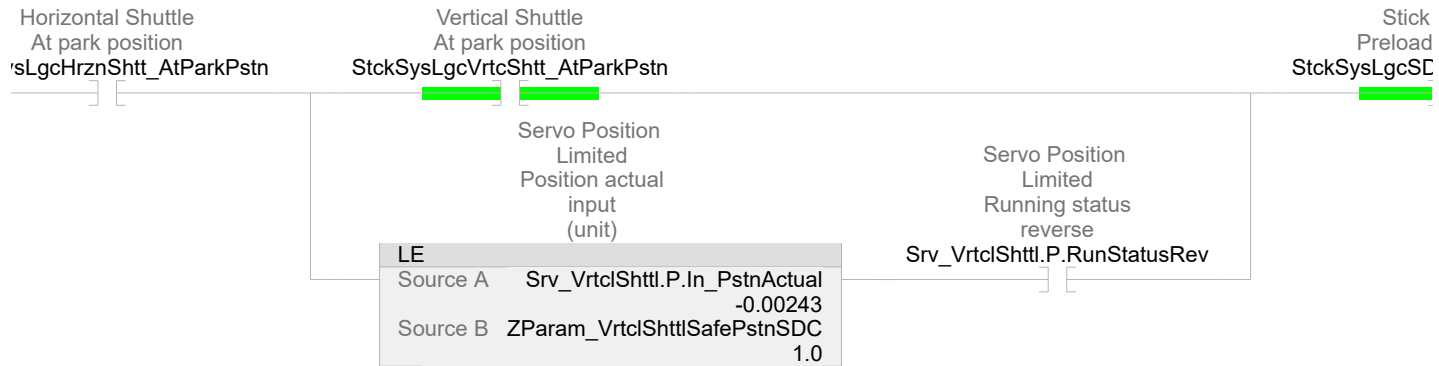 Horizontal Shuttle
At park position
sLgcHrznShtt_AtParkPstn
Vertical Shuttle
At park position
StckSysLgcVrtcShtt_AtParkPstn
Stick
Preload
StckSysLgcSD
Servo Position
Limited
Position actual
input
(unit)
Servo Position
Limited
Running status
reverse
Srv_VrtclShttl.P.RunStatusRev
LE
Source A Srv_VrtclShttl.P.In_PstnActual
-0.00243
Source B ZParam_VrtclShttlSafePstnSDC
1.0